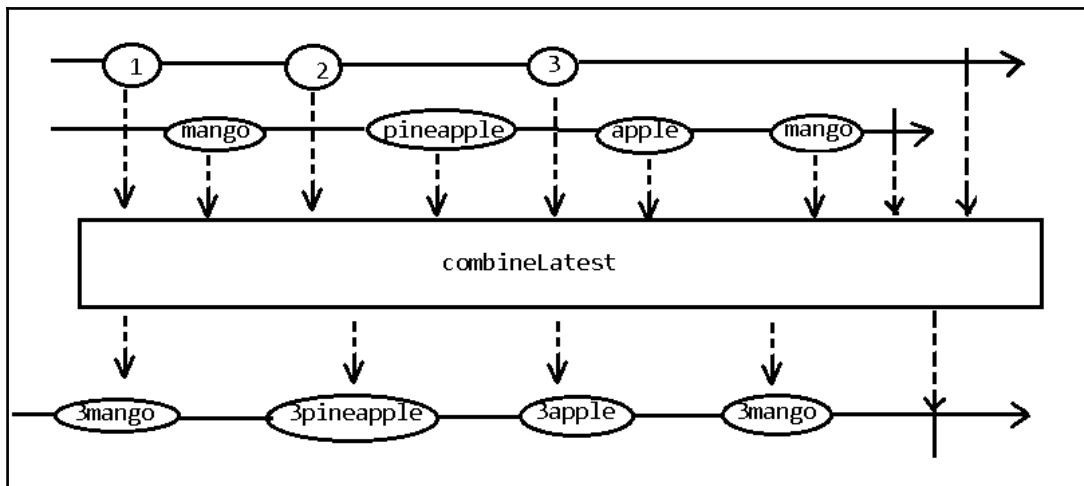 1 2 3
mango pineapple apple mango
combineLatest
3mango 3pineapple 3apple 3mango